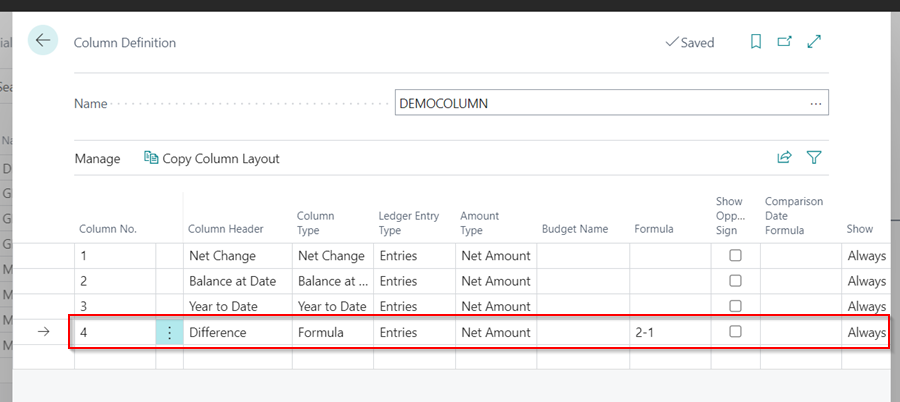 Column Definition
Saved
Name
DEMOCOLUMN
Manage
Copy Column Layout
Column No.
Column Header
Column Type
Ledger Entry Type
Amount Type
Budget Name
Formula
Show Opp... Sign
Comparison Date Formula
Show
1 Net Change Net Change Entries Net Amount Always
2 Balance at Date Balance at ... Entries Net Amount Always
3 Year to Date Year to Date Entries Net Amount Always
4 Difference Formula Entries Net Amount 2-1 Always